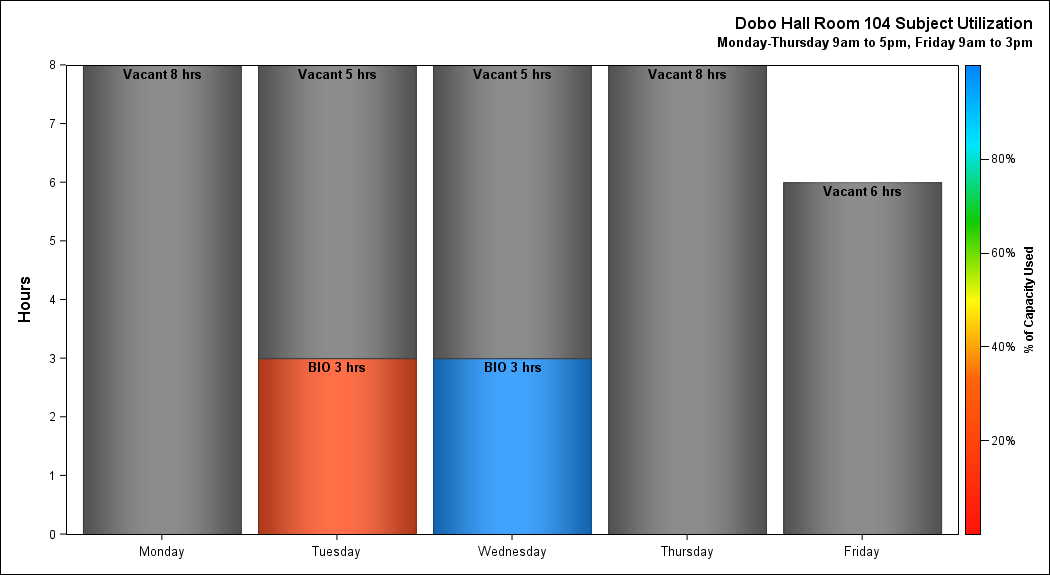 Dobo Hall Room 104 Subject Utilization
Monday-Thursday 9am to 5pm, Friday 9am to 3pm
Hours
8
7
6
5
4
3
2
1
0
Vacant 8 hrs
Vacant 5 hrs
Vacant 5 hrs
Vacant 8 hrs
Vacant 6 hrs
BIO 3 hrs
BIO 3 hrs
Monday
Tuesday
Wednesday
Thursday
Friday
80%
60%
40%
20%
% of Capacity Used